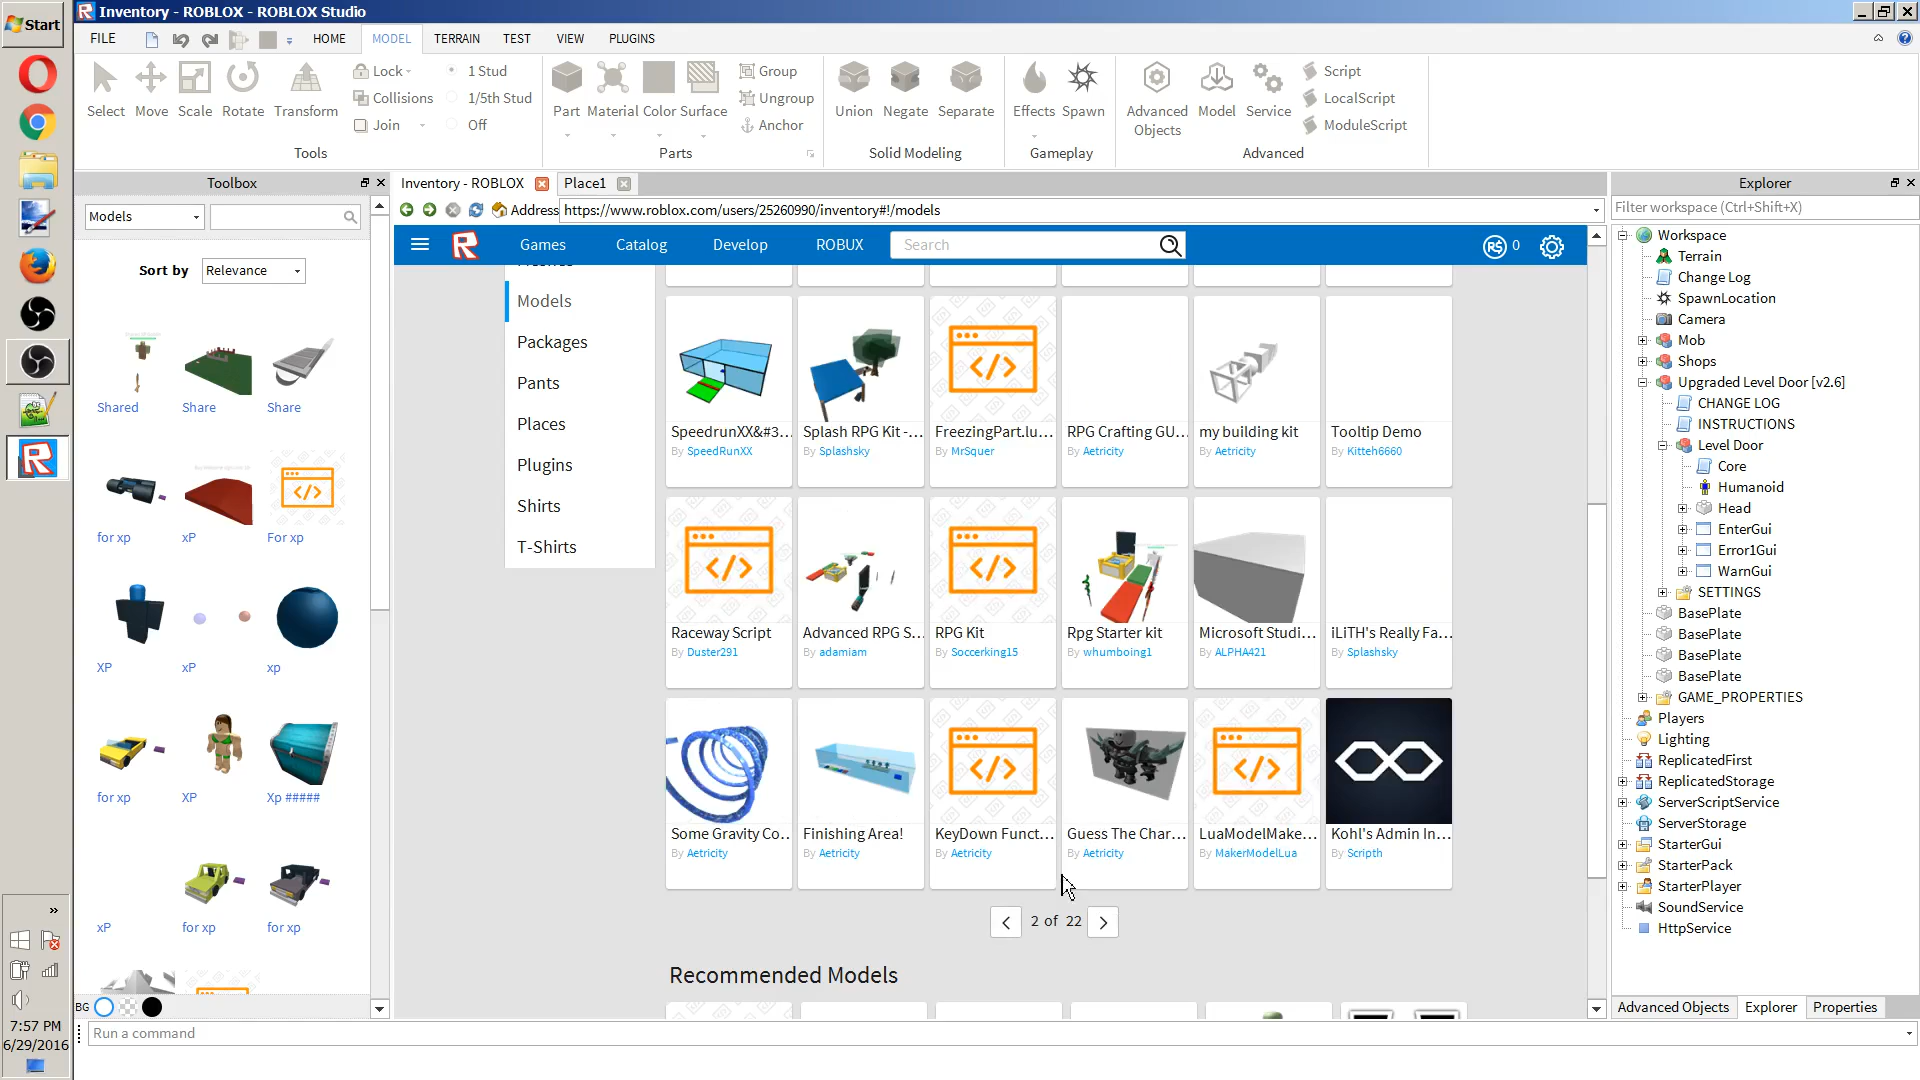 Start
Inventory - ROBLOX - ROBLOX Studio
FILE
HOME
MODEL
TERRAIN
TEST
VIEW
PLUGINS
Select
Move
Scale
Rotate
Transform
Lock
Collisions
Join
1 Stud
1/5th Stud
Off
Tools
Part
Material
Color
Surface
Group
Ungroup
Anchor
Parts
Union
Negate
Separate
Solid Modeling
Effects
Spawn
Gameplay
Advanced Objects
Model
Service
Script
LocalScript
ModuleScript
Advanced
Toolbox
Models
Sort by
Relevance
Shared
Share
Share
for xp
xP
For xp
XP
xP
xp
for xp
XP
Xp #####
xP
for xp
for xp
BG
Inventory - ROBLOX
Place1
Address
https://www.roblox.com/users/25260990/inventory#!/models
Games
Catalog
Develop
ROBUX
Search
R$
0
Models
Packages
Pants
Places
Plugins
Shirts
T-Shirts
SpeedrunXX&#3...
By SpeedRunXX
Splash RPG Kit -...
By Splashsky
FreezingPart.lu...
By MrSquer
RPG Crafting GU...
By Aetricity
my building kit
By Aetricity
Tooltip Demo
By Kitteh6660
Raceway Script
By Duster291
Advanced RPG S...
By adamiam
RPG Kit
By Soccerking15
Rpg Starter kit
By whumboing1
Microsoft Studi...
By ALPHA421
iLiTH's Really Fa...
By Splashsky
Some Gravity Co...
By Aetricity
Finishing Area!
By Aetricity
KeyDown Funct...
By Aetricity
Guess The Char...
By Aetricity
LuaModelMake...
By MakerModelLua
Kohl's Admin In...
By Scripth
2 of 22
Recommended Models
Explorer
Filter workspace (Ctrl+Shift+X)
Workspace
Terrain
Change Log
SpawnLocation
Camera
Mob
Shops
Upgraded Level Door [v2.6]
CHANGE LOG
INSTRUCTIONS
Level Door
Core
Humanoid
Head
EnterGui
Error1Gui
WarnGui
SETTINGS
BasePlate
BasePlate
BasePlate
BasePlate
GAME_PROPERTIES
Players
Lighting
ReplicatedFirst
ReplicatedStorage
ServerScriptService
ServerStorage
StarterGui
StarterPack
StarterPlayer
SoundService
HttpService
Advanced Objects
Explorer
Properties
Run a command
7:57 PM
6/29/2016